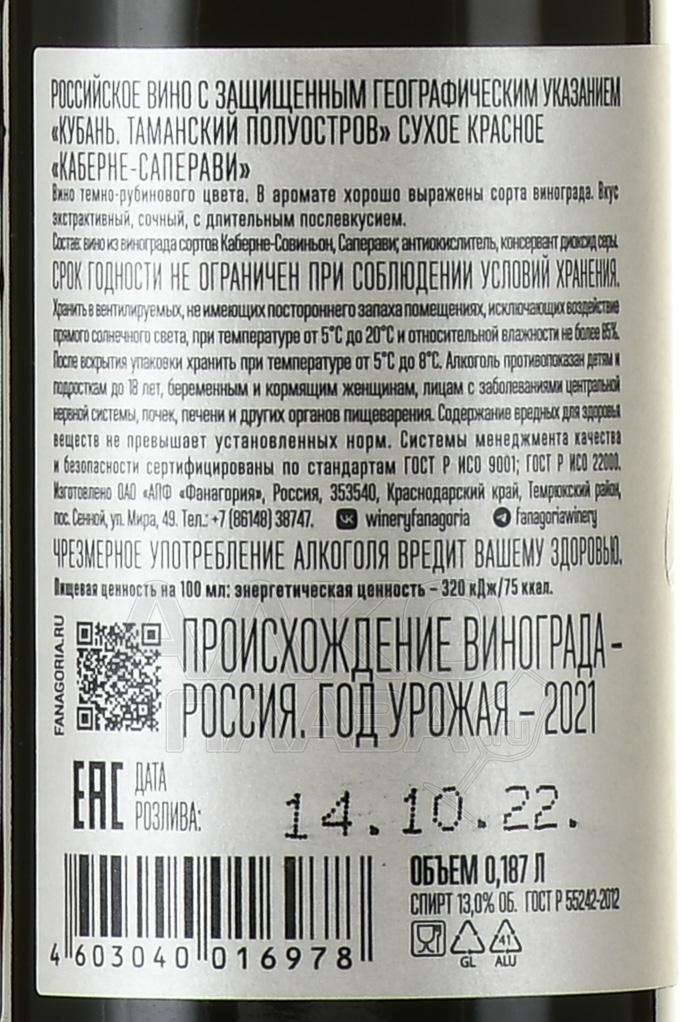 РОССИЙСКОЕ ВИНО С ЗАЩИЩЕННЫМ ГЕОГРАФИЧЕСКИМ УКАЗАНИЕМ
«КУБАНЬ. ТАМАНСКИЙ ПОЛУОСТРОВ» СУХОЕ КРАСНОЕ
«КАБЕРНЕ-САПЕРАВИ»
Вино темно-рубинового цвета. В аромате хорошо выражены сорта винограда. Вкус
экстрактивный, сочный, с длительным послевкусием.
Состав: вино из винограда сортов Каберне-Совиньон, Саперави; антиокислитель, консервант диоксид серы.
СРОК ГОДНОСТИ НЕ ОГРАНИЧЕН ПРИ СОБЛЮДЕНИИ УСЛОВИЙ ХРАНЕНИЯ.
Хранить в вентилируемых, не имеющих постороннего запаха помещениях, исключающих воздействие
прямого солнечного света, при температуре от 5°С до 20°С и относительной влажности не более 85%.
После вскрытия упаковки хранить при температуре от 5°С до 8°С. Алкоголь противопоказан детям и
подросткам до 18 лет, беременным и кормящим женщинам, лицам с заболеваниями центральной
нервной системы, почек, печени и других органов пищеварения. Содержание вредных для здоровья
веществ не превышает установленных норм. Системы менеджмента качества
и безопасности сертифицированы по стандартам ГОСТ Р ИСО 9001; ГОСТ Р ИСО 22000.
Изготовлено ОАО «АПФ «Фанагория», Россия, 353540, Краснодарский край, Темрюкский район,
пос. Сенной, ул. Мира, 49. Тел.: +7 (86148) 38747. wineryfanagoria fanagoriawinery
ЧРЕЗМЕРНОЕ УПОТРЕБЛЕНИЕ АЛКОГОЛЯ ВРЕДИТ ВАШЕМУ ЗДОРОВЬЮ.
Пищевая ценность на 100 мл: энергетическая ценность – 320 кДж/75 ккал.
FANAGORIA.RU
ПРОИСХОЖДЕНИЕ ВИНОГРАДА –
РОССИЯ. ГОД УРОЖАЯ – 2021
ЕАС ДАТА
РОЗЛИВА: 14.10.22.
ОБЪЕМ 0,187 Л
СПИРТ 13,0% ОБ. ГОСТ Р 55242-2012
4 603040 016978
GL
41
ALU
АЛКО
ПЛАВА
ru